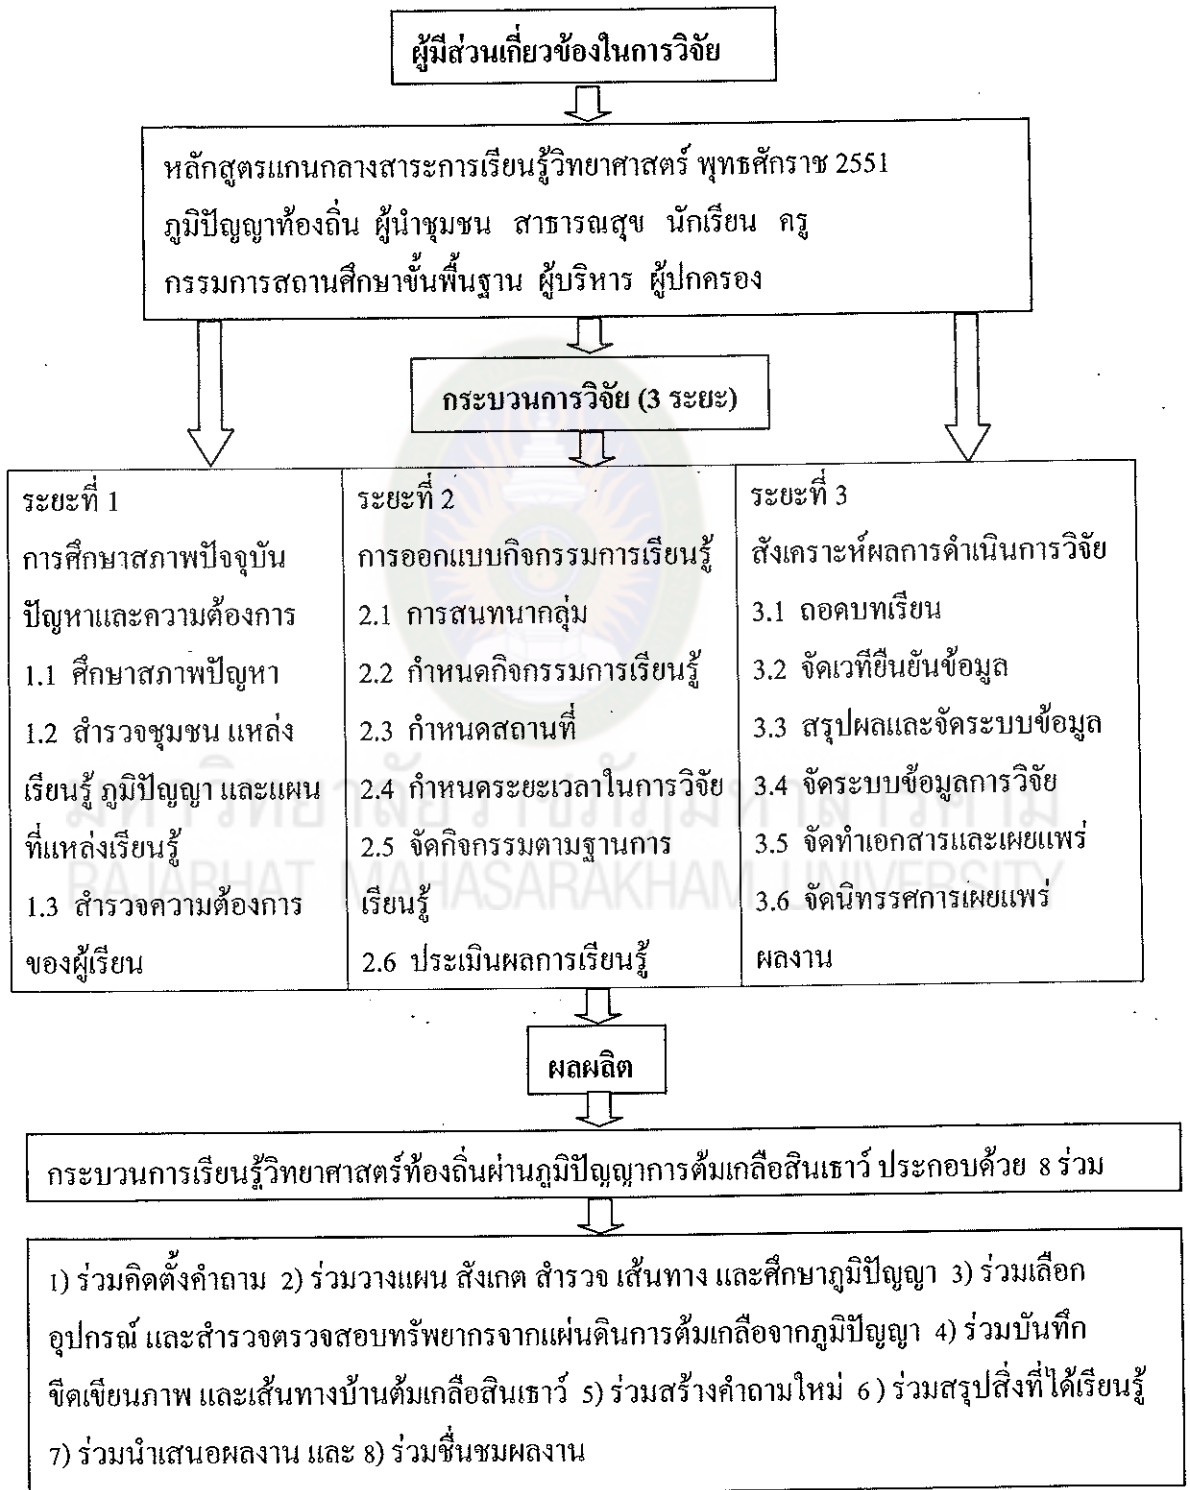 ผู้มีส่วนเกี่ยวข้องในการวิจัย
หลักสูตรแกนกลางสาระการเรียนรู้วิทยาศาสตร์ พุทธศักราช 2551
ภูมิปัญญาท้องถิ่น ผู้นำชุมชน สาธารณสุข นักเรียน ครู
กรรมการสถานศึกษาขั้นพื้นฐาน ผู้บริหาร ผู้ปกครอง
กระบวนการวิจัย (3 ระยะ)
ระยะที่ 1
การศึกษาสภาพปัจจุบัน
ปัญหาและความต้องการ
1.1 ศึกษาสภาพปัญหา
1.2 สำรวจชุมชน แหล่ง
เรียนรู้ ภูมิปัญญา และแผน
ที่แหล่งเรียนรู้
1.3 สำรวจความต้องการ
ของผู้เรียน
ระยะที่ 2
การออกแบบกิจกรรมการเรียนรู้
2.1 การสนทนากลุ่ม
2.2 กำหนดกิจกรรมการเรียนรู้
2.3 กำหนดสถานที่
2.4 กำหนดระยะเวลาในการวิจัย
2.5 จัดกิจกรรมตามฐานการ
เรียนรู้
2.6 ประเมินผลการเรียนรู้
ระยะที่ 3
สังเคราะห์ผลการดำเนินการวิจัย
3.1 ถอดบทเรียน
3.2 จัดเวทียืนยันข้อมูล
3.3 สรุปผลและจัดระบบข้อมูล
3.4 จัดระบบข้อมูลการวิจัย
3.5 จัดทำเอกสารและเผยแพร่
3.6 จัดนิทรรศการเผยแพร่
ผลงาน
มหาวิทยาลัยราชภัฏมหาสารคาม
RAJABHAT MAHASARAKHAM UNIVERSITY
ผลผลิต
กระบวนการเรียนรู้วิทยาศาสตร์ท้องถิ่นผ่านภูมิปัญญาการต้มเกลือสินเธาว์ ประกอบด้วย 8 ร่วม
1) ร่วมคิดตั้งคำถาม 2) ร่วมวางแผน สังเกต สำรวจ เส้นทาง และศึกษาภูมิปัญญา 3) ร่วมเลือก
อุปกรณ์ และสำรวจตรวจสอบทรัพยากรจากแผ่นดินการต้มเกลือจากภูมิปัญญา 4) ร่วมบันทึก
ขีดเขียนภาพ และเส้นทางบ้านต้มเกลือสินเธาว์ 5) ร่วมสร้างคำถามใหม่ 6 ) ร่วมสรุปสิ่งที่ได้เรียนรู้
7) ร่วมนำเสนอผลงาน และ 8) ร่วมชื่นชมผลงาน